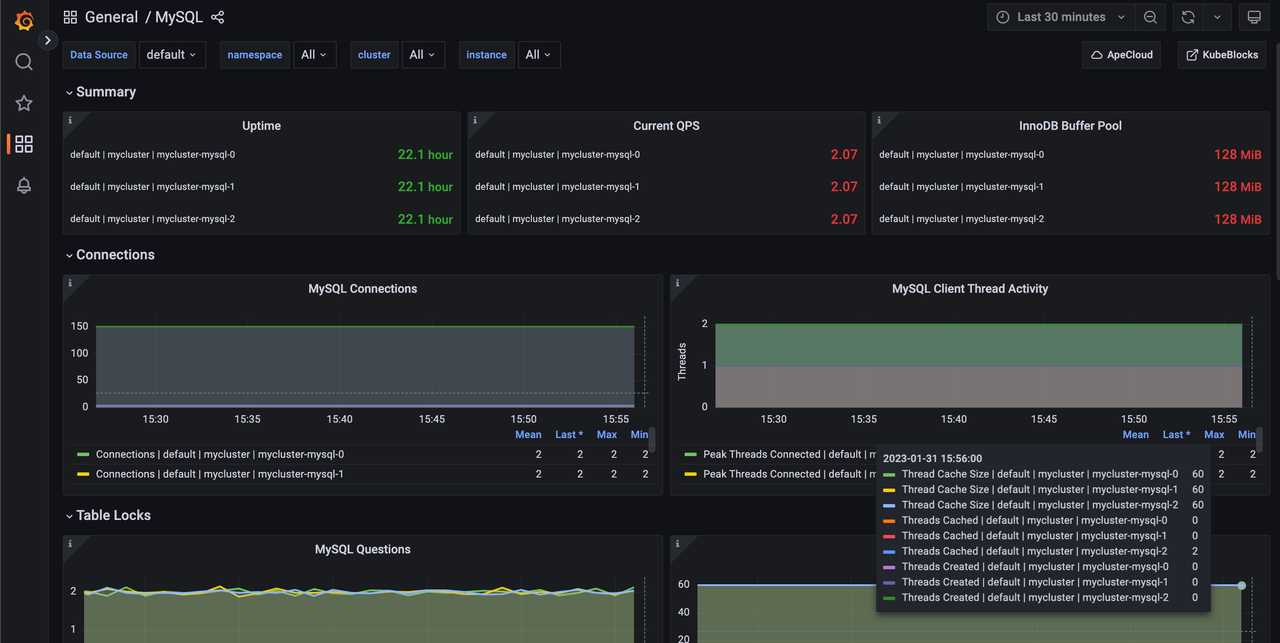 General / MySQL
Last 30 minutes
Data Source default namespace All cluster All instance All ApeCloud KubeBlocks
Summary
Uptime
default | mycluster | mycluster-mysql-0 22.1 hour
default | mycluster | mycluster-mysql-1 22.1 hour
default | mycluster | mycluster-mysql-2 22.1 hour
Current QPS
default | mycluster | mycluster-mysql-0 2.07
default | mycluster | mycluster-mysql-1 2.07
default | mycluster | mycluster-mysql-2 2.07
InnoDB Buffer Pool
default | mycluster | mycluster-mysql-0 128 MiB
default | mycluster | mycluster-mysql-1 128 MiB
default | mycluster | mycluster-mysql-2 128 MiB
Connections
MySQL Connections
150
100
50
0
15:30 15:35 15:40 15:45 15:50 15:55
Mean Last * Max Min
Connections | default | mycluster | mycluster-mysql-0 2 2 2 2
Connections | default | mycluster | mycluster-mysql-1 2 2 2 2
MySQL Client Thread Activity
Threads
2
1
0
15:30 15:35 15:40 15:45 15:50 15:55
Mean Last * Max Min
Peak Threads Connected | default | 2 2
Peak Threads Connected | default | 2 2
2023-01-31 15:56:00
Thread Cache Size | default | mycluster | mycluster-mysql-0 60
Thread Cache Size | default | mycluster | mycluster-mysql-1 60
Thread Cache Size | default | mycluster | mycluster-mysql-2 60
Threads Cached | default | mycluster | mycluster-mysql-0 0
Threads Cached | default | mycluster | mycluster-mysql-1 0
Threads Cached | default | mycluster | mycluster-mysql-2 2
Threads Created | default | mycluster | mycluster-mysql-0 0
Threads Created | default | mycluster | mycluster-mysql-1 0
Threads Created | default | mycluster | mycluster-mysql-2 0
Table Locks
MySQL Questions
2
1
60
40
20